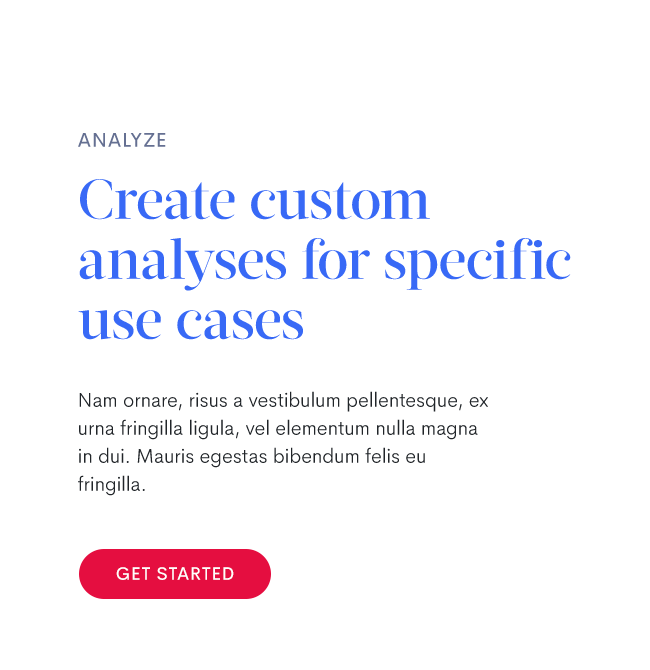 ANALYZE
Create custom
analyses for specific
use cases
Nam ornare, risus a vestibulum pellentesque, ex
urna fringilla ligula, vel elementum nulla magna
in dui. Mauris egestas bibendum felis eu
fringilla.
GET STARTED